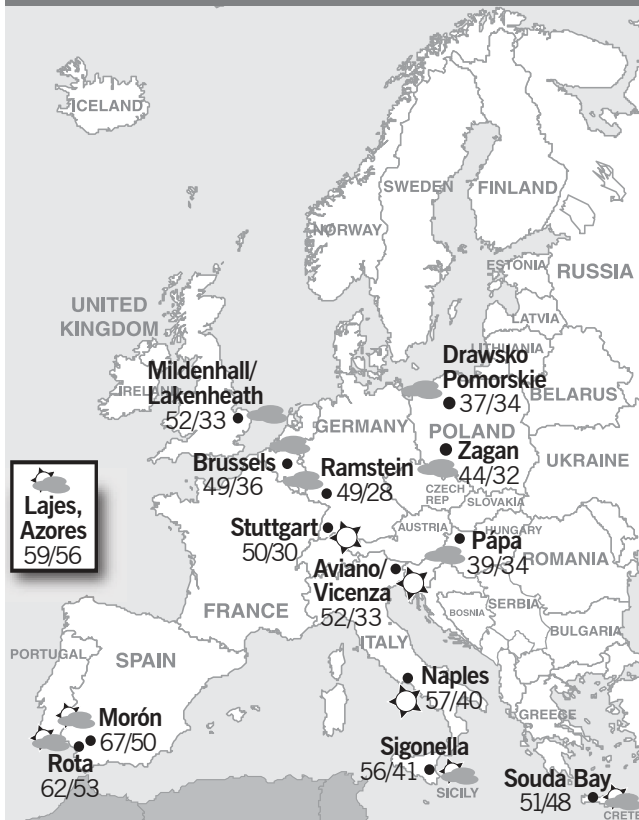 ICELAND
SWEDEN
FINLAND
NORWAY
ESTONIA
RUSSIA
LATVIA
LITHUANIA
UNITED
KINGDOM
IRELAND
Mildenhall/
Lakenheath
52/33
Drawsko
Pomorskie
37/34
BELARUS
GERMANY
POLAND
Zagan
44/32
UKRAINE
Brussels
49/36
Ramstein
49/28
CZECH
REP
SLOVAKIA
Lajes,
Azores
59/56
Stuttgart
50/30
AUSTRIA
HUNGARY
Pápa
39/34
ROMANIA
Aviano/
Vicenza
52/33
FRANCE
BOSNIA
SERBIA
BULGARIA
ITALY
PORTUGAL
SPAIN
Naples
57/40
GREECE
Morón
67/50
Rota
62/53
Sigonella
56/41
SICILY
Souda Bay
51/48
CRETE